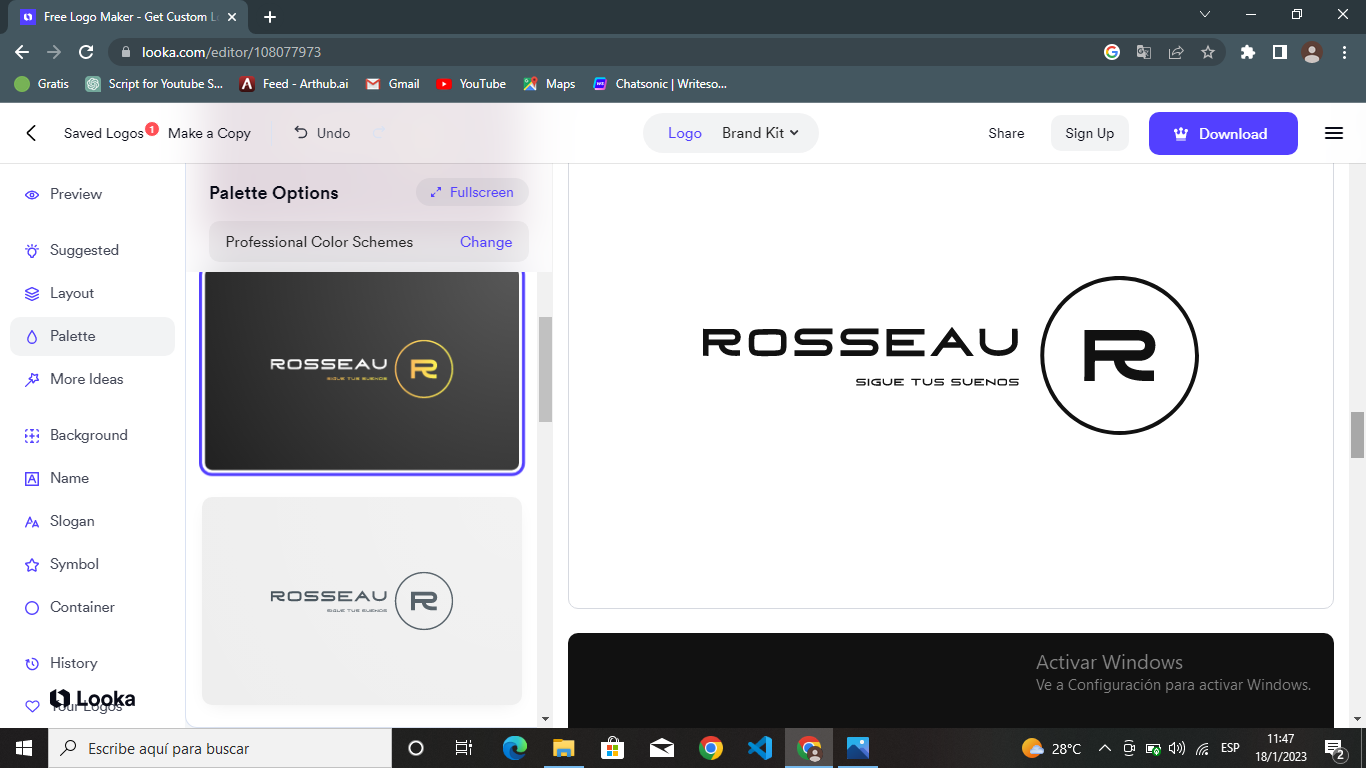 Free Logo Maker - Get Custom L
looka.com/editor/108077973
Gratis
Script for Youtube S...
Feed - Arthub.ai
Gmail
YouTube
Maps
Chatsonic | Writeso...
Saved Logos 1
Make a Copy
Undo
Logo
Brand Kit
Share
Sign Up
Download
Preview
Suggested
Layout
Palette
More Ideas
Background
Name
Slogan
Symbol
Container
History
Your Logos
Looka
Palette Options
Fullscreen
Professional Color Schemes
Change
ROSSEAU
SIGUE TUS SUENOS
R
ROSSEAU
SIGUE TUS SUENOS
R
ROSSEAU
SIGUE TUS SUENOS
R
Activar Windows
Ve a Configuración para activar Windows.
Escribe aquí para buscar
28°C
ESP
11:47
18/1/2023
2